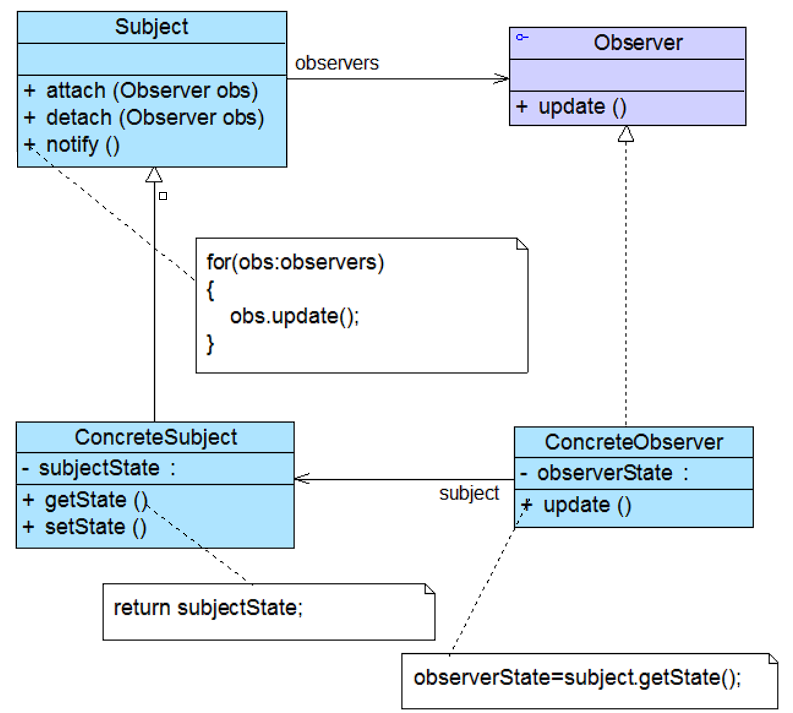 Subject
+ attach (Observer obs)
+ detach (Observer obs)
+ notify ()
observers
Observer
+ update ()
for(obs:observers)
{
obs.update();
}
ConcreteSubject
- subjectState :
+ getState ()
+ setState ()
subject
ConcreteObserver
- observerState :
+ update ()
return subjectState;
observerState=subject.getState();